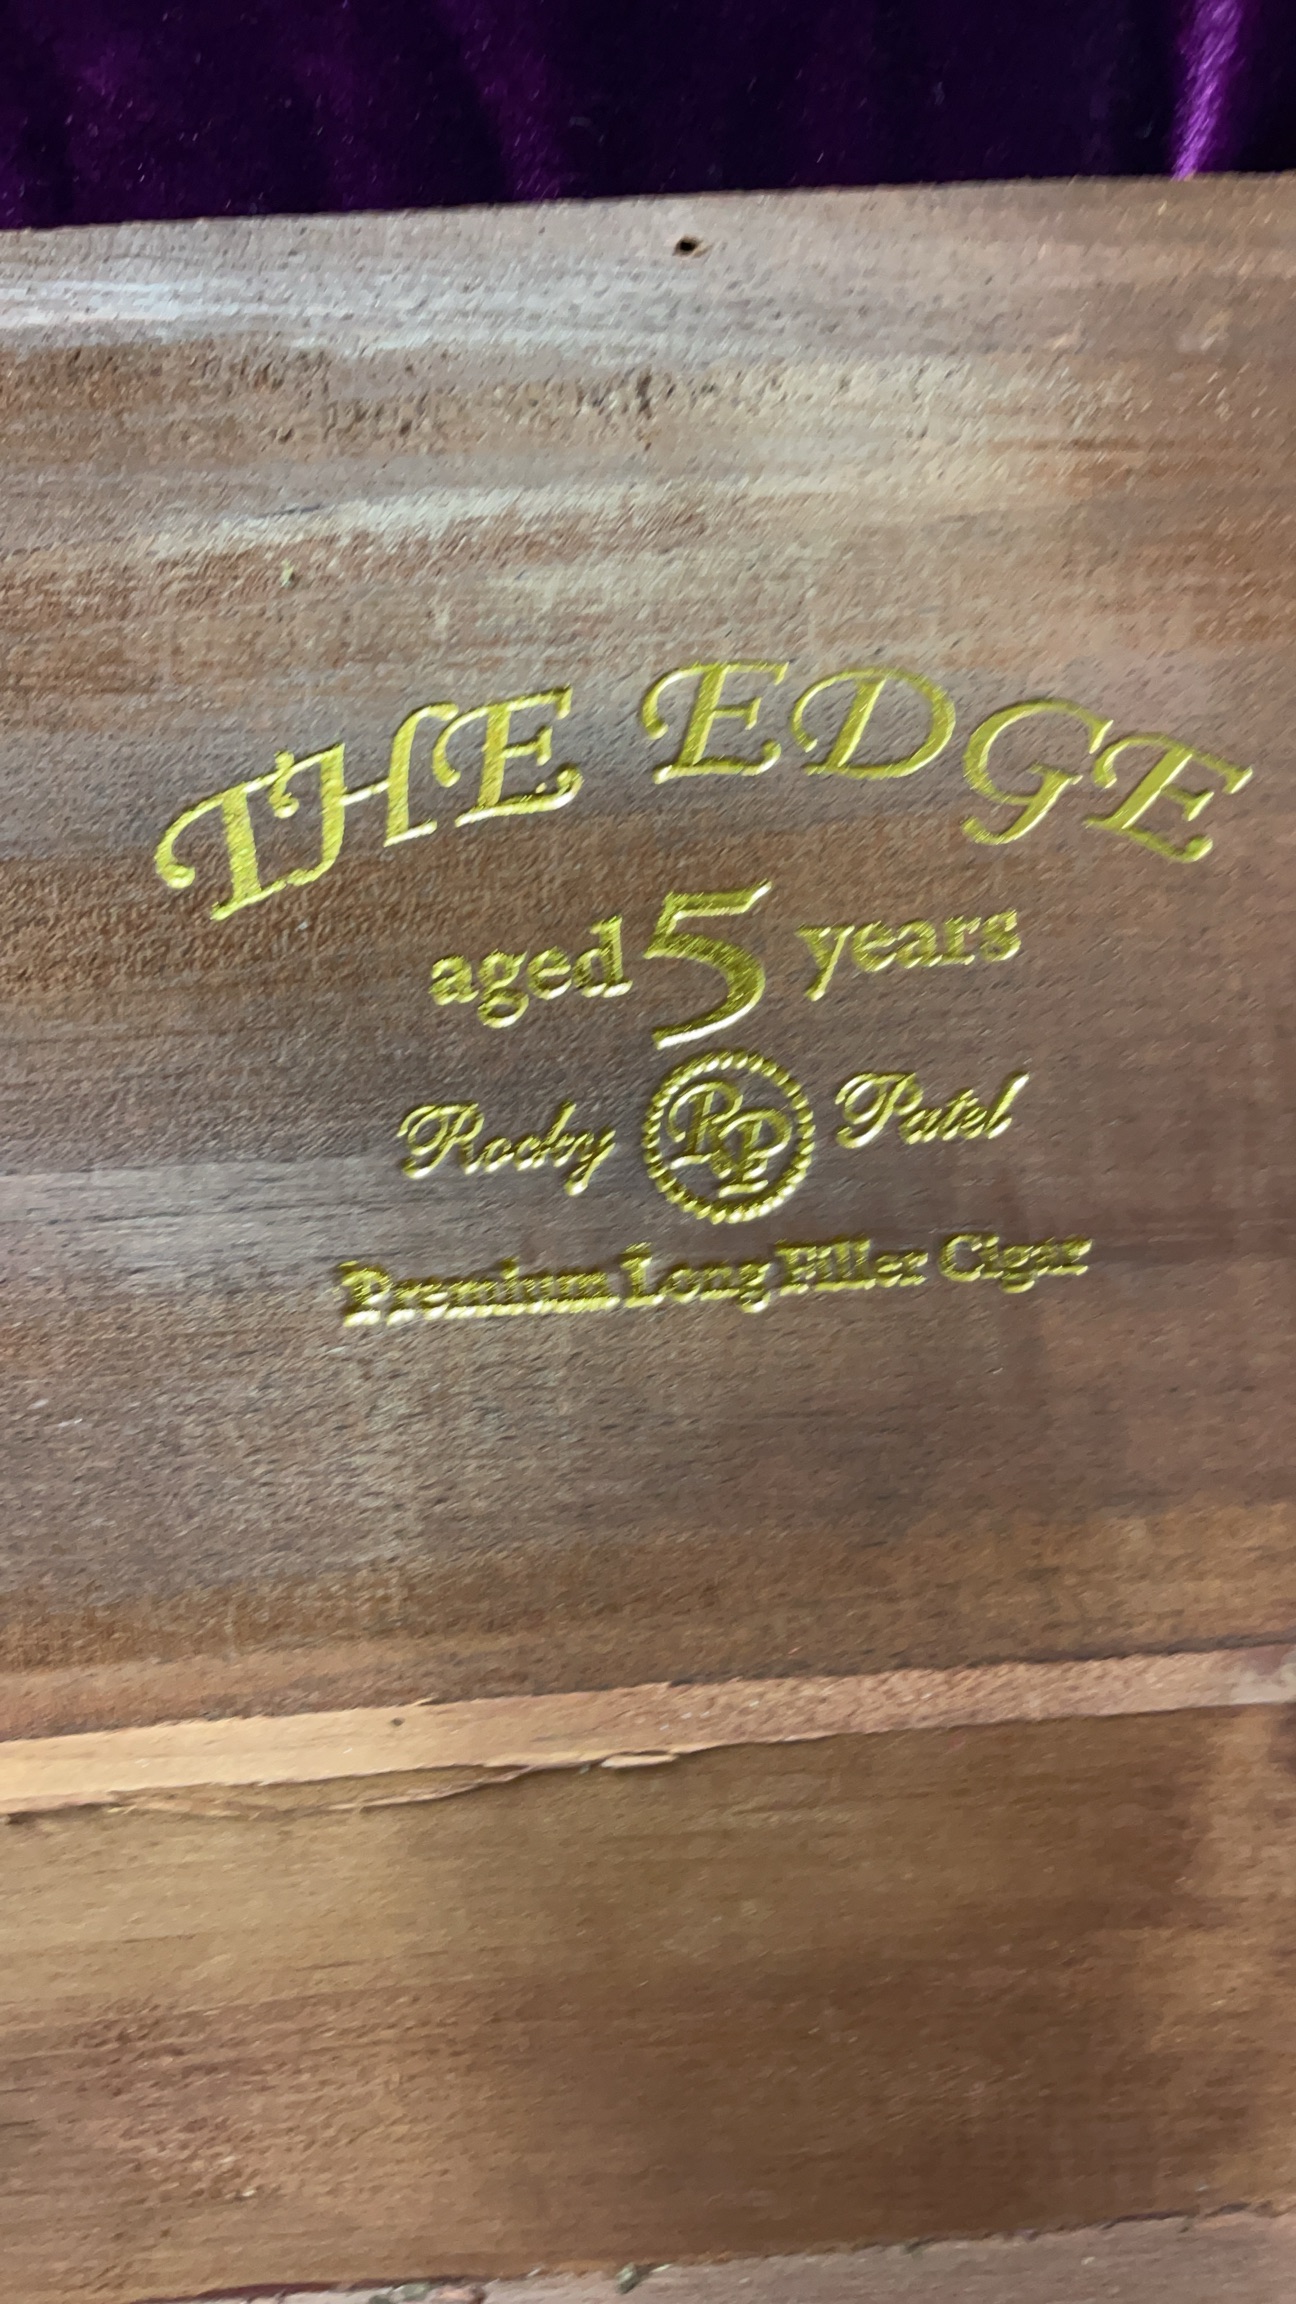 THE EDGE
aged 5 years
Rocky RP Patel
Premium Long Filler Cigar